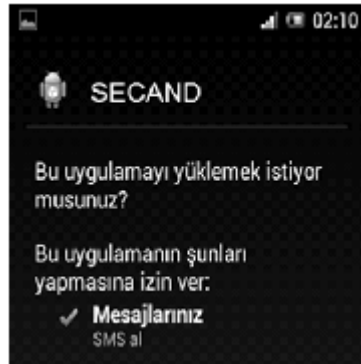 02:10
SECAND
Bu uygulamayı yüklemek istiyor
musunuz?
Bu uygulamanın şunları
yapmasına izin ver:
Mesajlarınız
SMS al